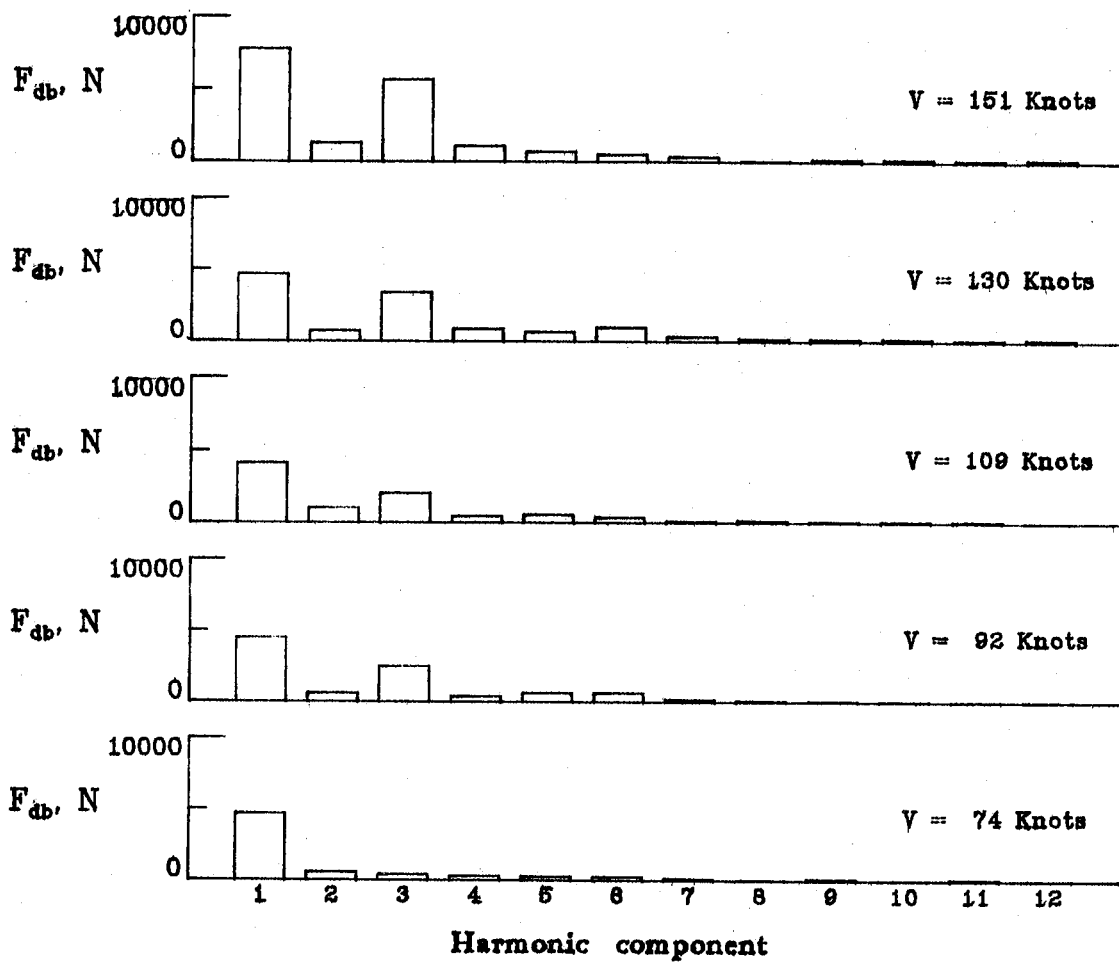 10000
F_db, N
V = 151 Knots
0
10000
F_db, N
V = 130 Knots
0
10000
F_db, N
V = 109 Knots
0
10000
F_db, N
V = 92 Knots
0
10000
F_db, N
V = 74 Knots
0
1 2 3 4 5 6 7 8 9 10 11 12
Harmonic component